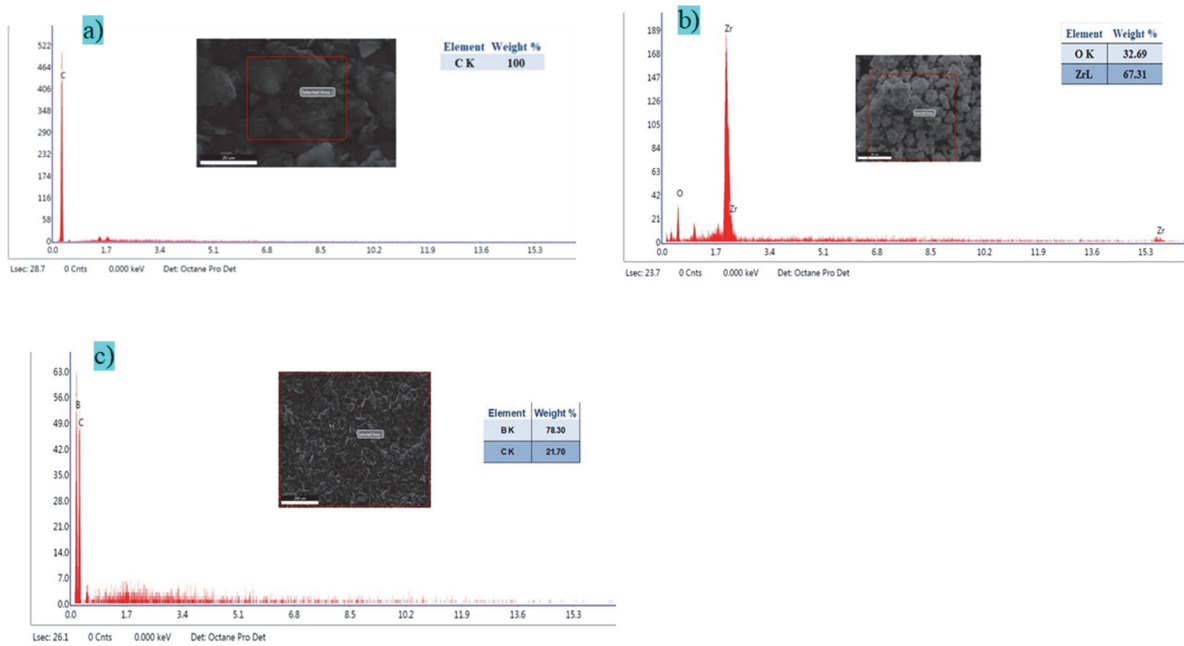 a)
522
464
406
348
290
232
174
116
58
0
C
Selected Area 1
20 µm
Element Weight %
C K 100
0.0 1.7 3.4 5.1 6.8 8.5 10.2 11.9 13.6 15.3
Lsec: 28.7 0 Cnts 0.000 keV Det: Octane Pro Det
b)
189
168
147
126
105
84
63
42
21
0
Zr
O
Zr
Zr
Element Weight %
O K 32.69
ZrL 67.31
0.0 1.7 3.4 5.1 6.8 8.5 10.2 11.9 13.6 15.3
Lsec: 23.7 0 Cnts 0.000 keV Det: Octane Pro Det
c)
63.0
56.0
49.0
42.0
35.0
28.0
21.0
14.0
7.0
0.0
B
C
Element Weight %
B K 78.30
C K 21.70
0.0 1.7 3.4 5.1 6.8 8.5 10.2 11.9 13.6 15.3
Lsec: 26.1 0 Cnts 0.000 keV Det: Octane Pro Det